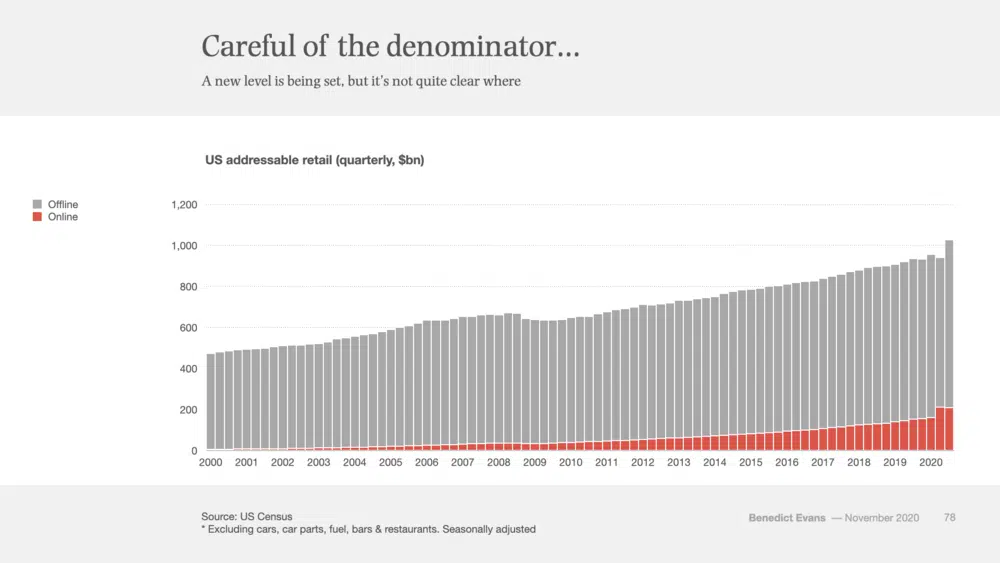 Careful of the denominator...
A new level is being set, but it's not quite clear where
US addressable retail (quarterly, $bn)
Offline
Online
1,200
1,000
800
600
400
200
0
2000 2001 2002 2003 2004 2005 2006 2007 2008 2009 2010 2011 2012 2013 2014 2015 2016 2017 2018 2019 2020
Source: US Census
* Excluding cars, car parts, fuel, bars & restaurants. Seasonally adjusted
Benedict Evans — November 2020 78